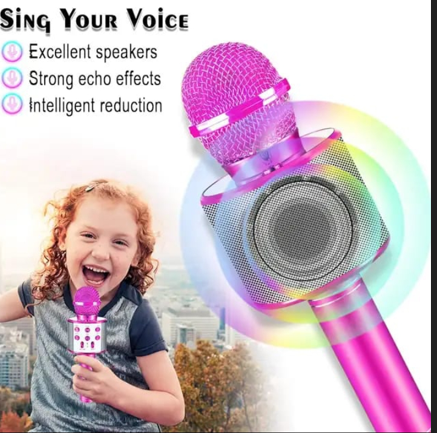 Sing Your Voice
Excellent speakers
Strong echo effects
Intelligent reduction